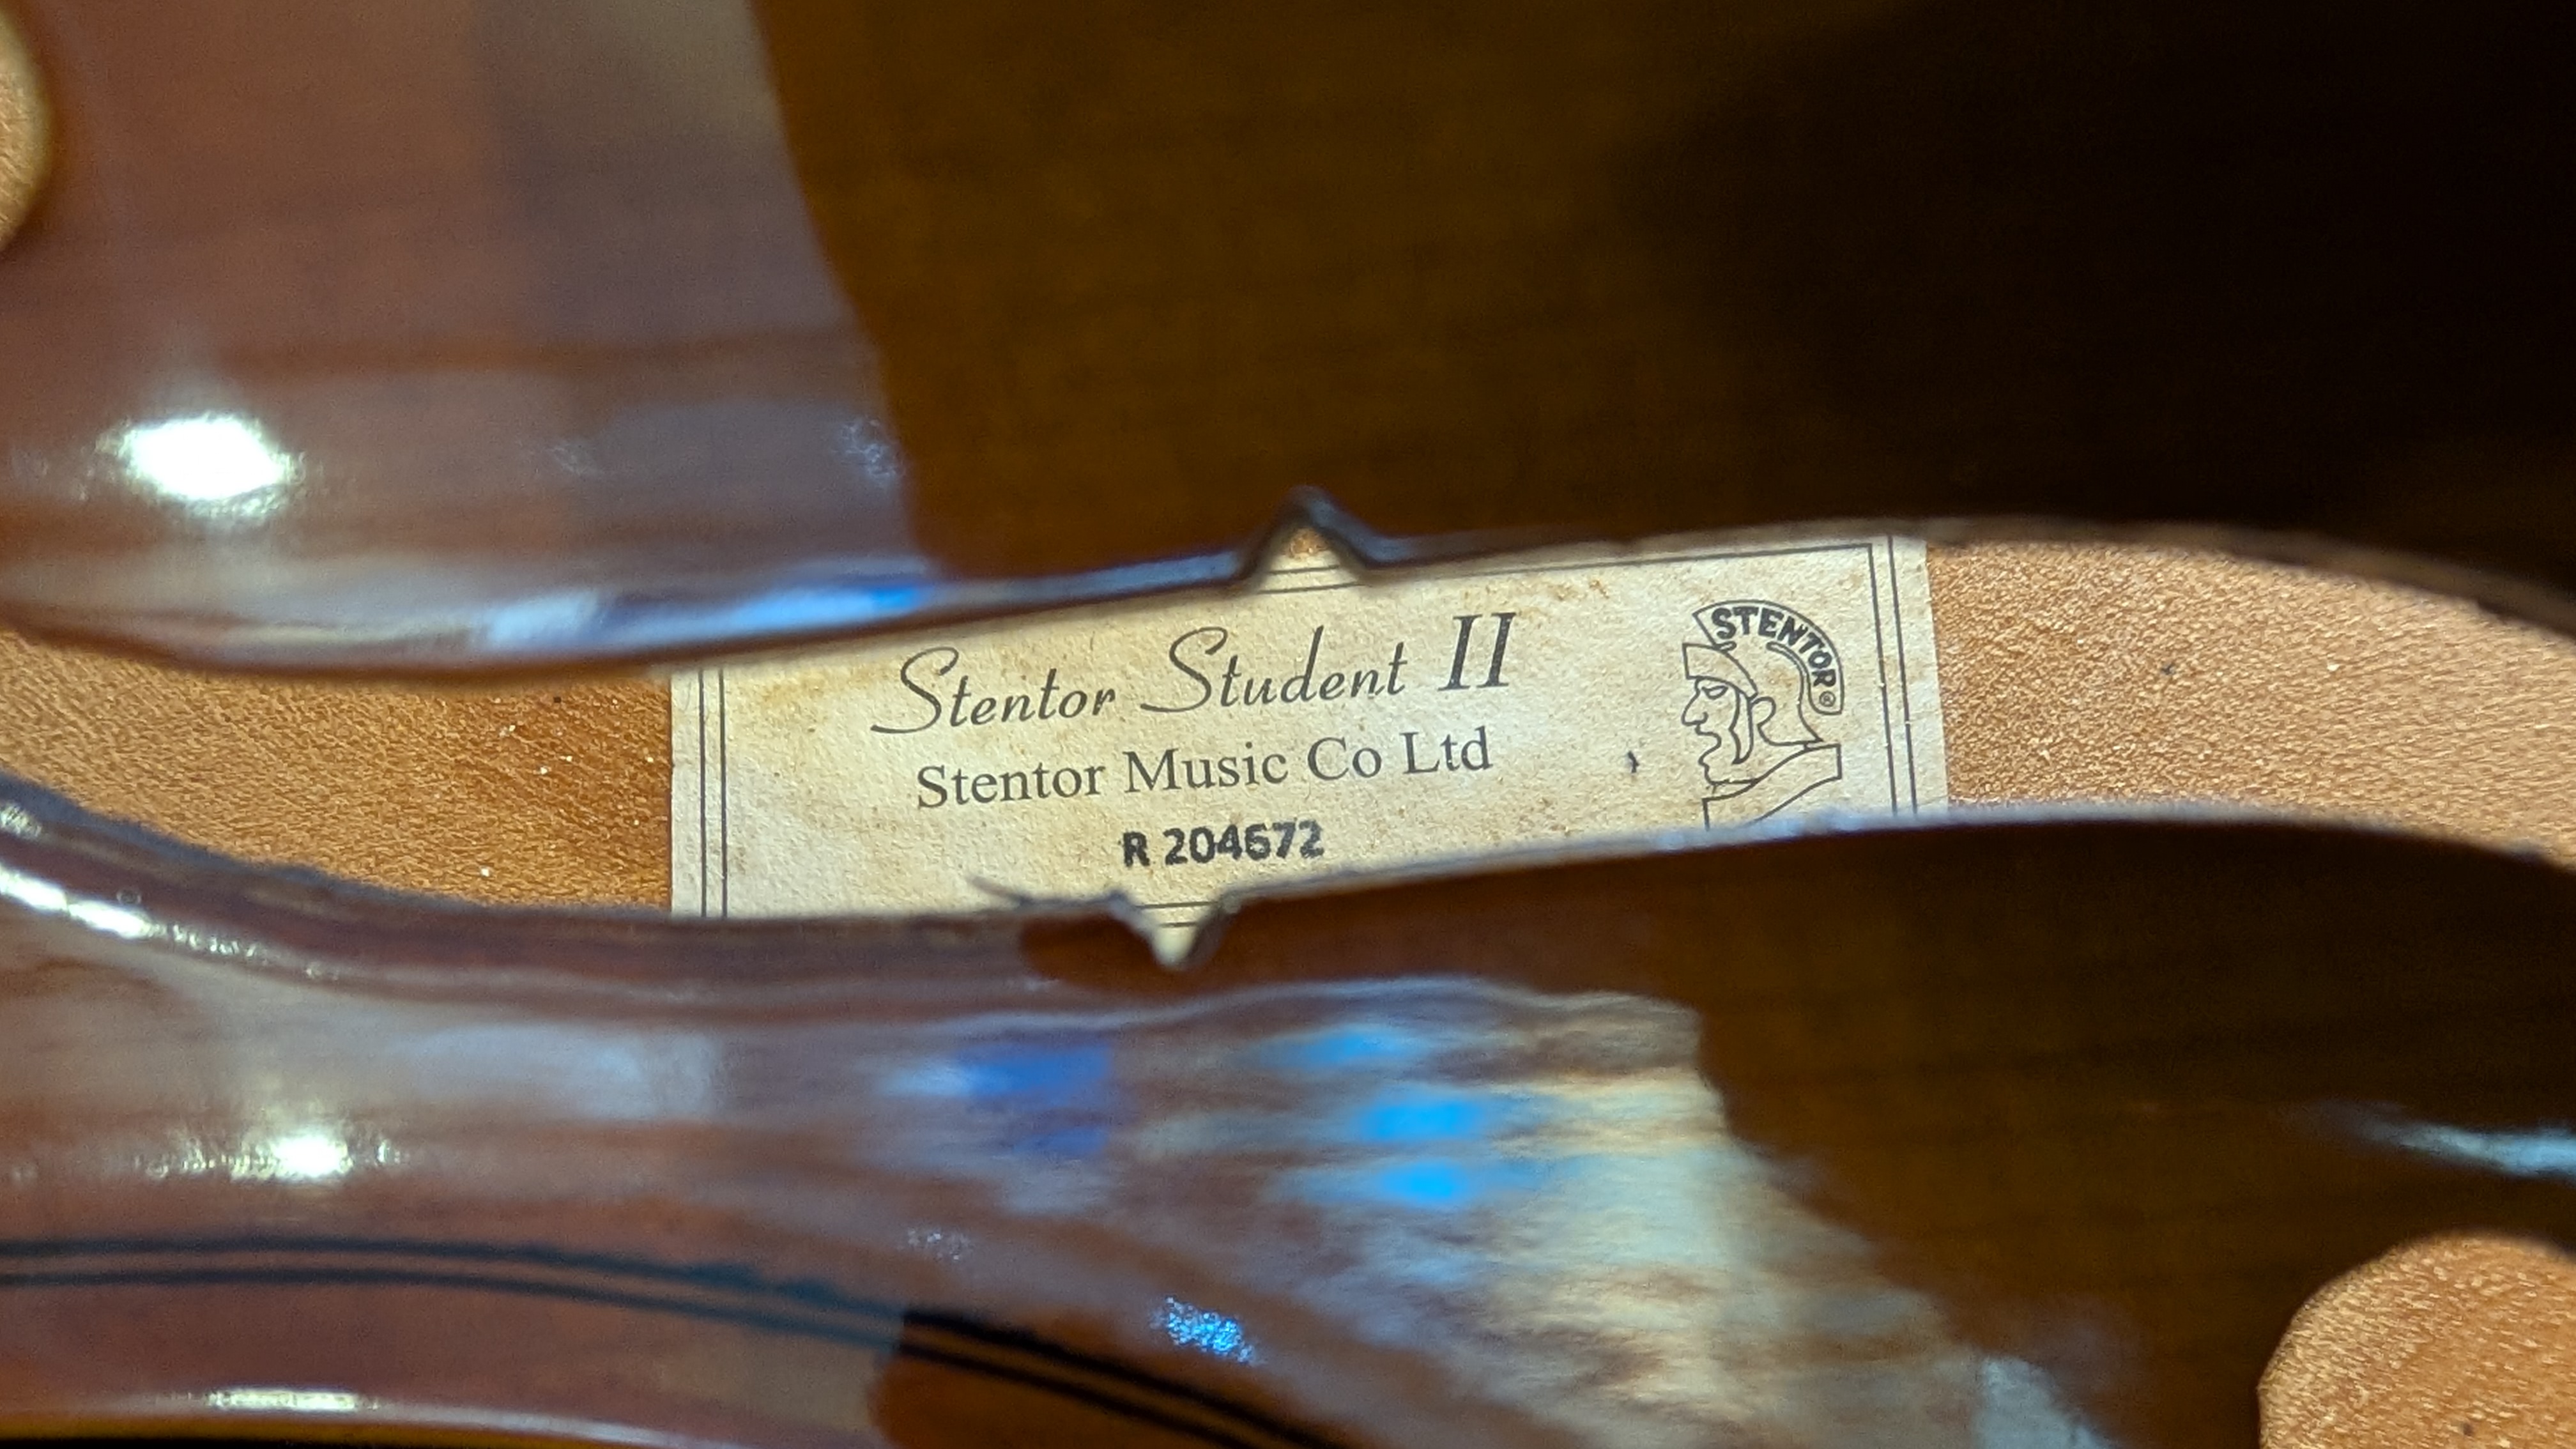 Stentor Student II
Stentor Music Co Ltd
R 204672
STENTOR®